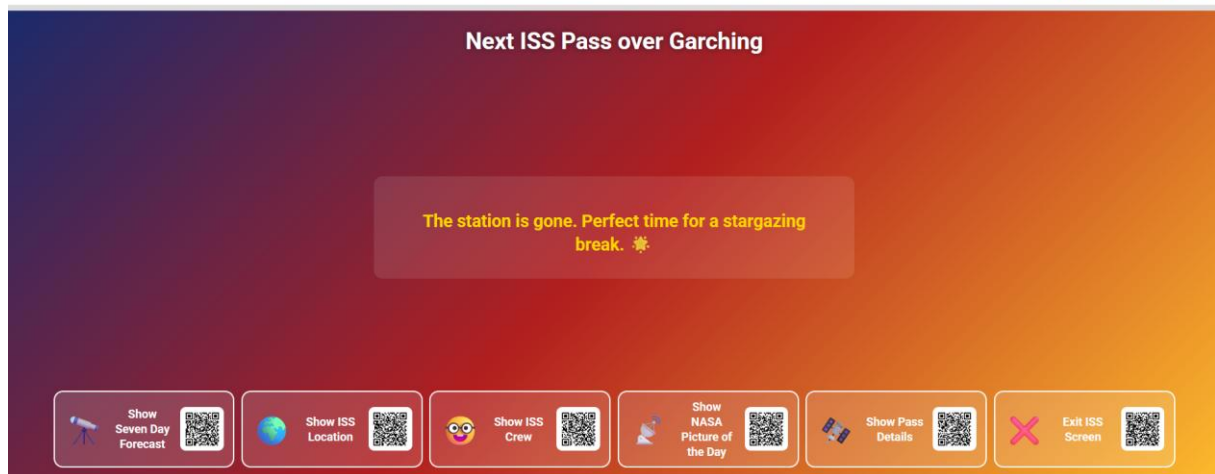 Next ISS Pass over Garching
The station is gone. Perfect time for a stargazing
break. 🌟
Show
Seven Day
Forecast
Show ISS
Location
Show ISS
Crew
Show
NASA
Picture of
the Day
Show Pass
Details
Exit ISS
Screen